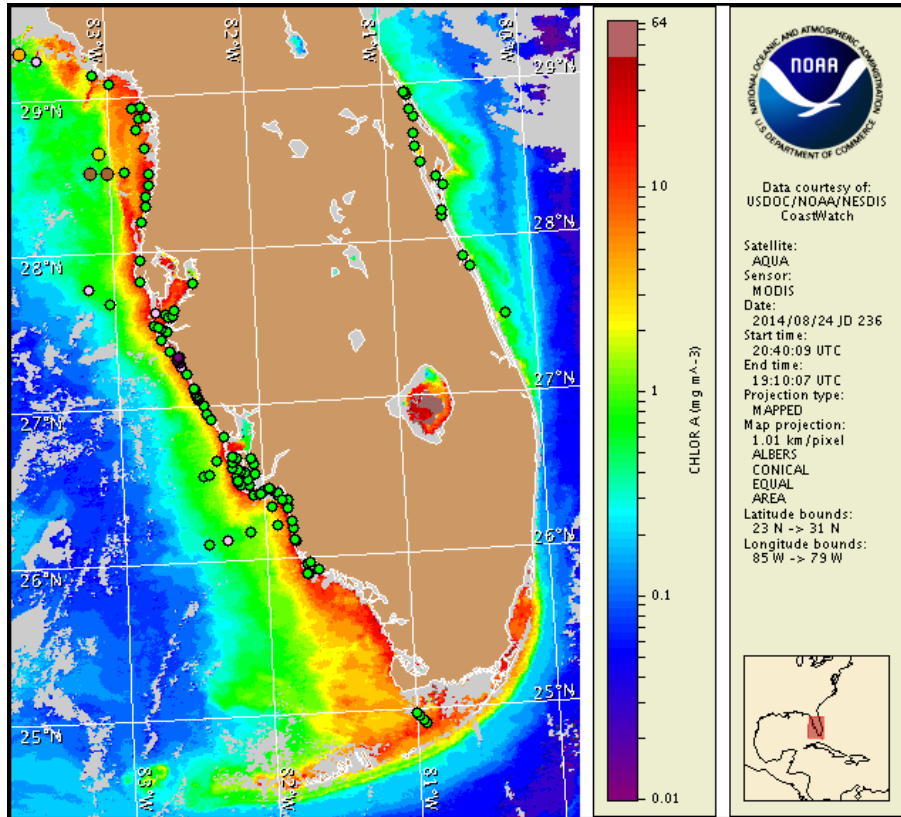 83°W
82°W
81°W
80°W
29°N
29°N
28°N
28°N
27°N
27°N
26°N
26°N
25°N
25°N
83°W
82°W
81°W
64
10
1
0.1
0.01
CHLOR A (mg m^-3)
NATIONAL OCEANIC AND ATMOSPHERIC ADMINISTRATION
NOAA
U.S. DEPARTMENT OF COMMERCE
Data courtesy of:
USDOC/NOAA/NESDIS
CoastWatch
Satellite:
AQUA
Sensor:
MODIS
Date:
2014/08/24 JD 236
Start time:
20:40:09 UTC
End time:
19:10:07 UTC
Projection type:
MAPPED
Map projection:
1.01 km/pixel
ALBERS
CONICAL
EQUAL
AREA
Latitude bounds:
23 N -> 31 N
Longitude bounds:
85 W -> 79 W